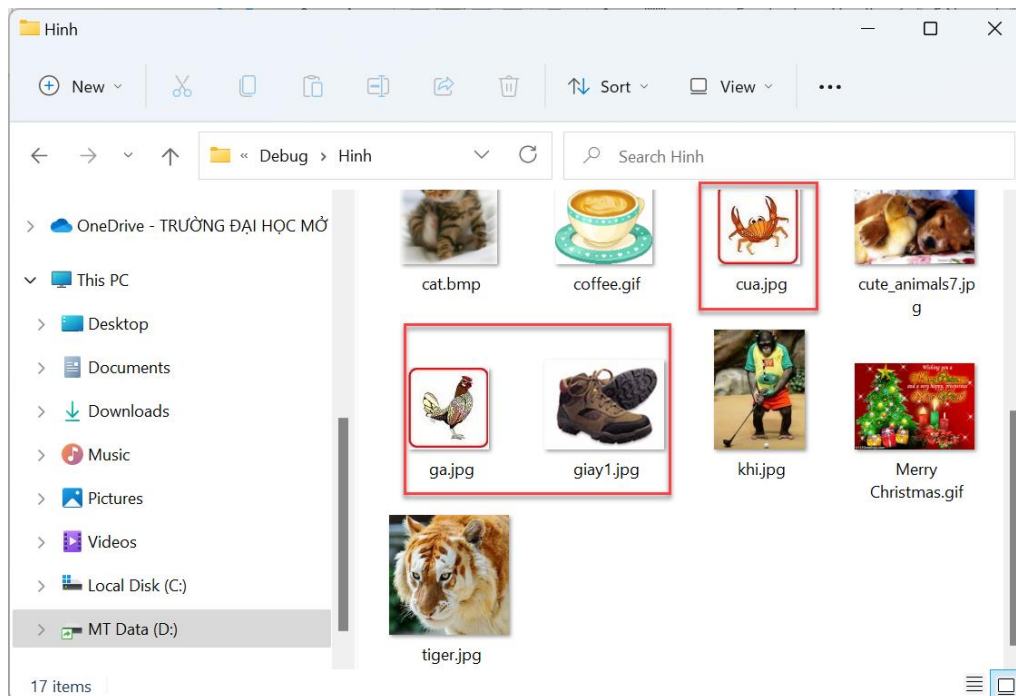 Hinh
New
Sort
View
« Debug > Hinh
Search Hinh
OneDrive - TRƯỜNG ĐẠI HỌC MỞ
This PC
Desktop
Documents
Downloads
Music
Pictures
Videos
Local Disk (C:)
MT Data (D:)
cat.bmp
coffee.gif
cua.jpg
cute_animals7.jp
g
ga.jpg
giay1.jpg
khi.jpg
Merry
Christmas.gif
Wishing you a
tiger.jpg
17 items